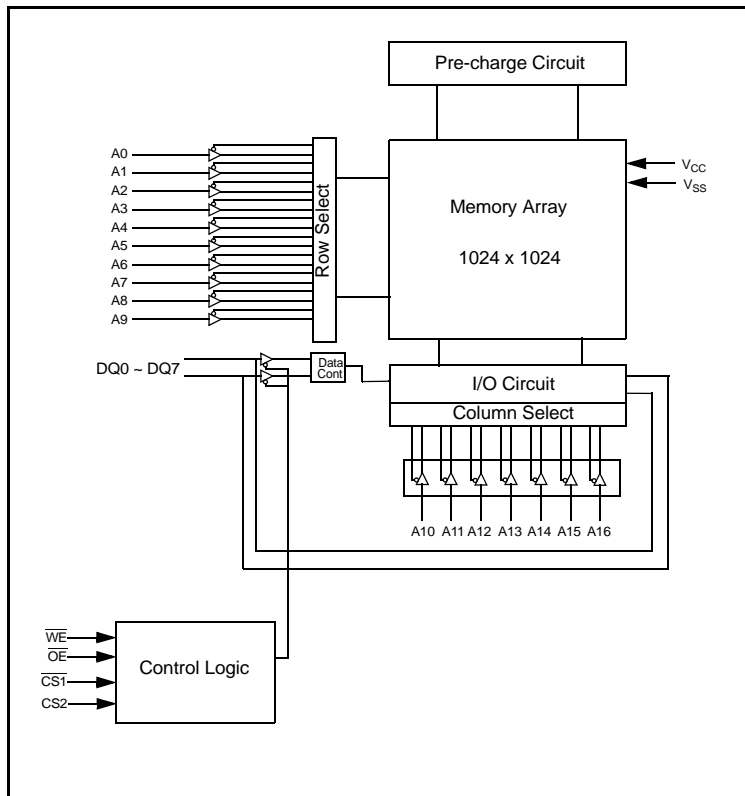 Pre-charge Circuit
A0
A1
A2
A3
A4
A5
A6
A7
A8
A9
Row Select
Memory Array
1024 x 1024
VCC
VSS
DQ0 ~ DQ7
Data
Cont
I/O Circuit
Column Select
A10 A11 A12 A13 A14 A15 A16
WE
OE
CS1
CS2
Control Logic